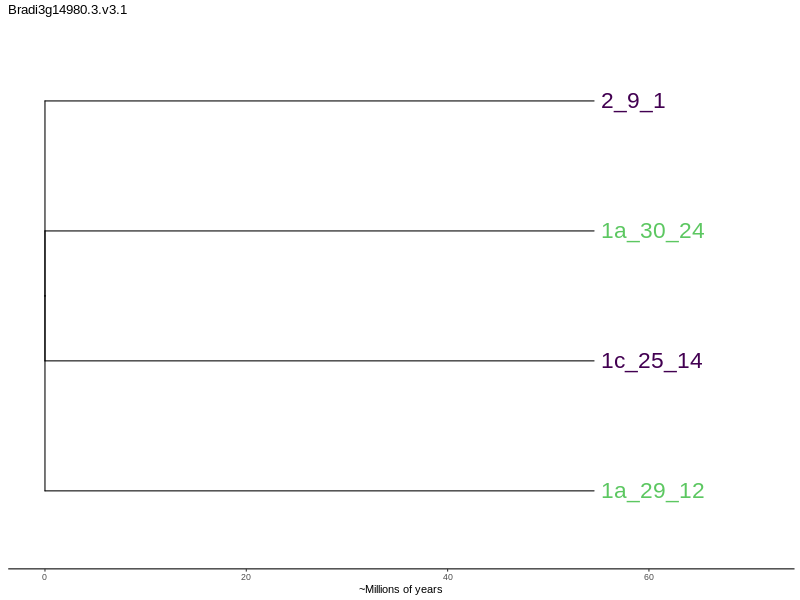 Bradi3g14980.3.v3.1
2_9_1
1a_30_24
1c_25_14
1a_29_12
0 20 40 60
~Millions of years